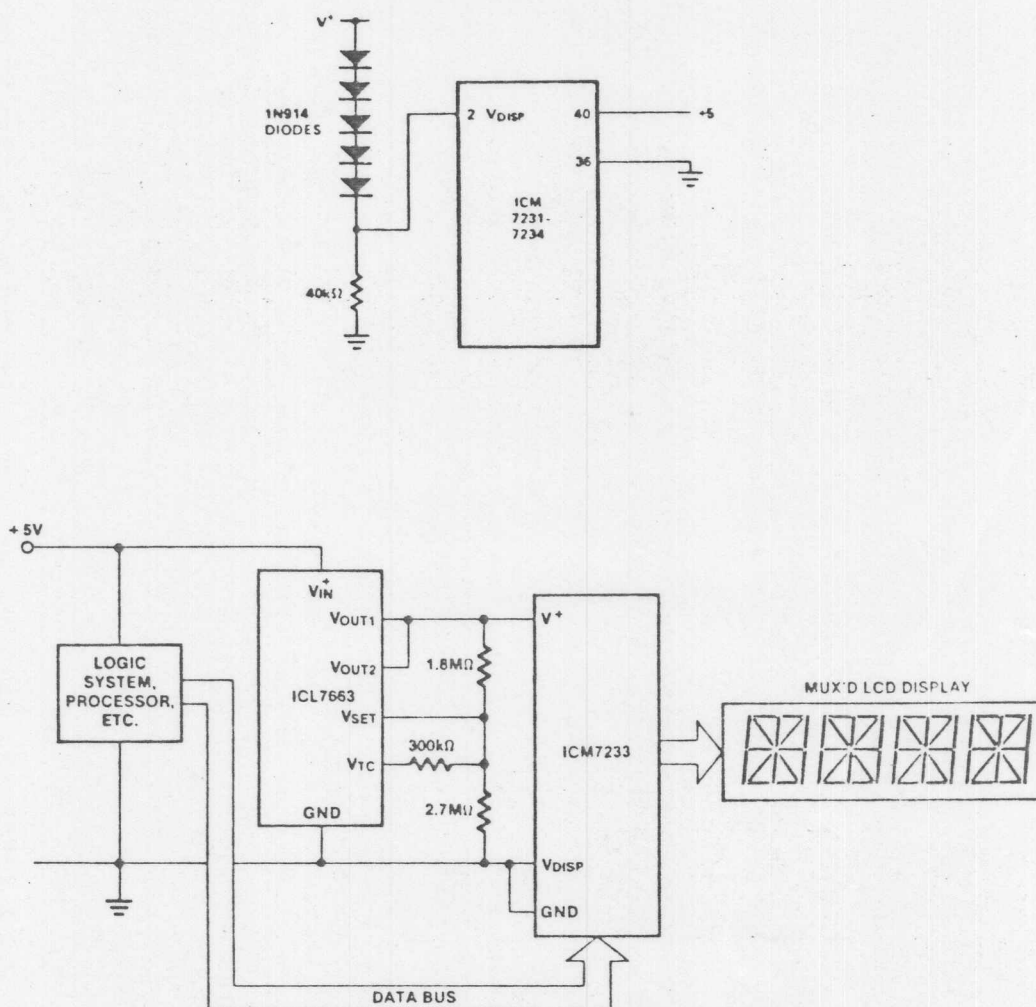 V+
1N914
DIODES
2 VDISP
40
+5
36
ICM
7231-
7234
40kΩ
+ 5V
V+IN
VOUT1
V+
LOGIC
SYSTEM,
PROCESSOR,
ETC.
1.8MΩ
VOUT2
ICL7663
MUX'D LCD DISPLAY
VSET
ICM7233
300kΩ
VTC
2.7MΩ
GND
VDISP
GND
DATA BUS